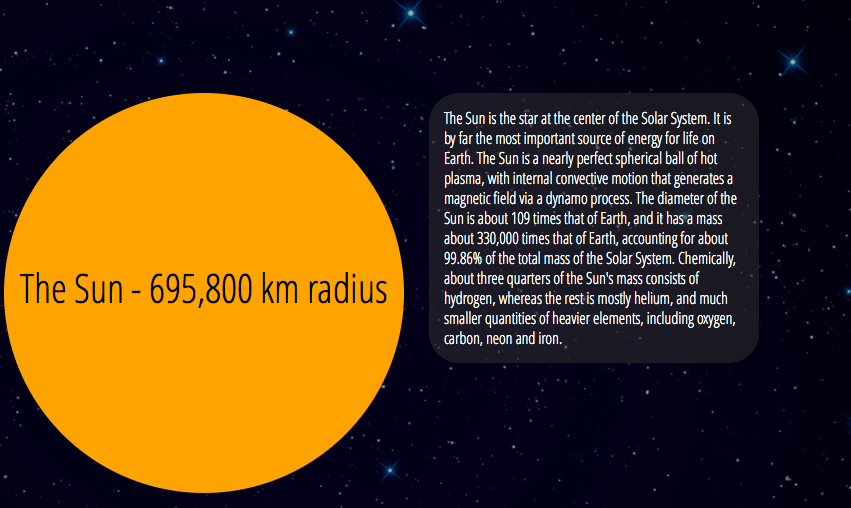 The Sun - 695,800 km radius
The Sun is the star at the center of the Solar System. It is
by far the most important source of energy for life on
Earth. The Sun is a nearly perfect spherical ball of hot
plasma, with internal convective motion that generates a
magnetic field via a dynamo process. The diameter of the
Sun is about 109 times that of Earth, and it has a mass
about 330,000 times that of Earth, accounting for about
99.86% of the total mass of the Solar System. Chemically,
about three quarters of the Sun's mass consists of
hydrogen, whereas the rest is mostly helium, and much
smaller quantities of heavier elements, including oxygen,
carbon, neon and iron.